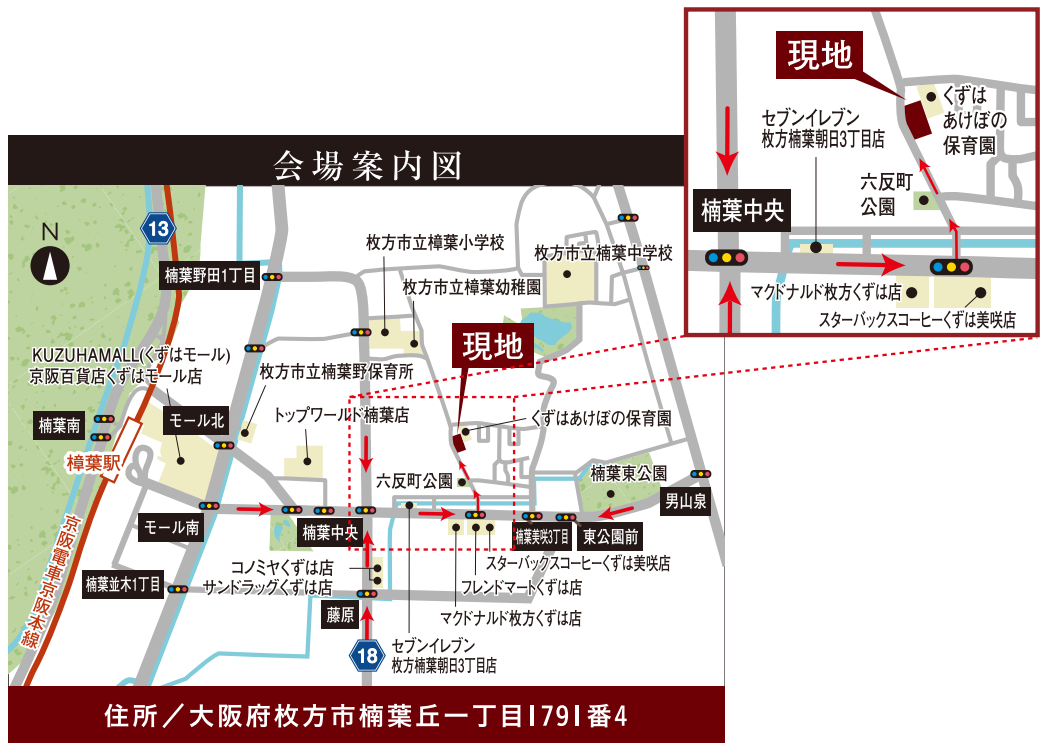 会場案内図
N
13
楠葉野田1丁目
枚方市立樟葉小学校
枚方市立樟葉幼稚園
枚方市立楠葉中学校
現地
KUZUHAMALL(くずはモール)
京阪百貨店くずはモール店
枚方市立楠葉野保育所
トップワールド楠葉店
楠葉南
モール北
樟葉駅
くずはあけぼの保育園
六反町公園
楠葉東公園
男山泉
モール南
楠葉中央
楠葉美咲3丁目
東公園前
京阪電車京阪本線
コノミヤくずは店
サンドラッグくずは店
スターバックスコーヒーくずは美咲店
フレンドマートくずは店
マクドナルド枚方くずは店
楠葉並木1丁目
藤原
18
セブンイレブン
枚方楠葉朝日3丁目店
住所／大阪府枚方市楠葉丘一丁目1791番4
現地
くずは
あけぼの
保育園
セブンイレブン
枚方楠葉朝日3丁目店
六反町
公園
楠葉中央
マクドナルド枚方くずは店
スターバックスコーヒーくずは美咲店